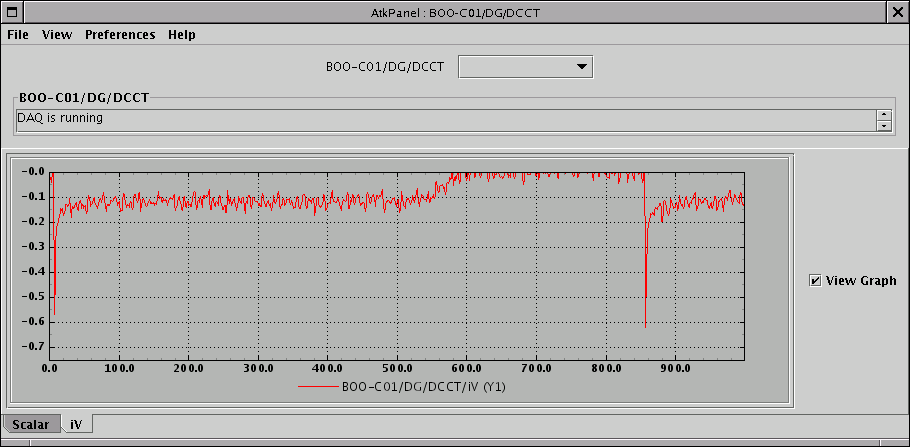 AtkPanel : BOO-C01/DG/DCCT
File View Preferences Help
BOO-C01/DG/DCCT
BOO-C01/DG/DCCT
DAQ is running
-0.0
-0.1
-0.2
-0.3
-0.4
-0.5
-0.6
-0.7
0.0 100.0 200.0 300.0 400.0 500.0 600.0 700.0 800.0 900.0
BOO-C01/DG/DCCT/iV (Y1)
View Graph
Scalar iV